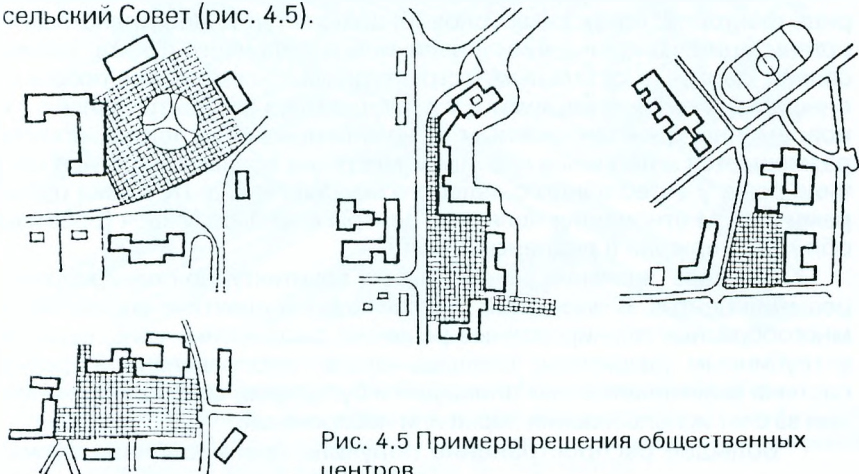 сельский Совет (рис. 4.5).
Рис. 4.5 Примеры решения общественных
центров